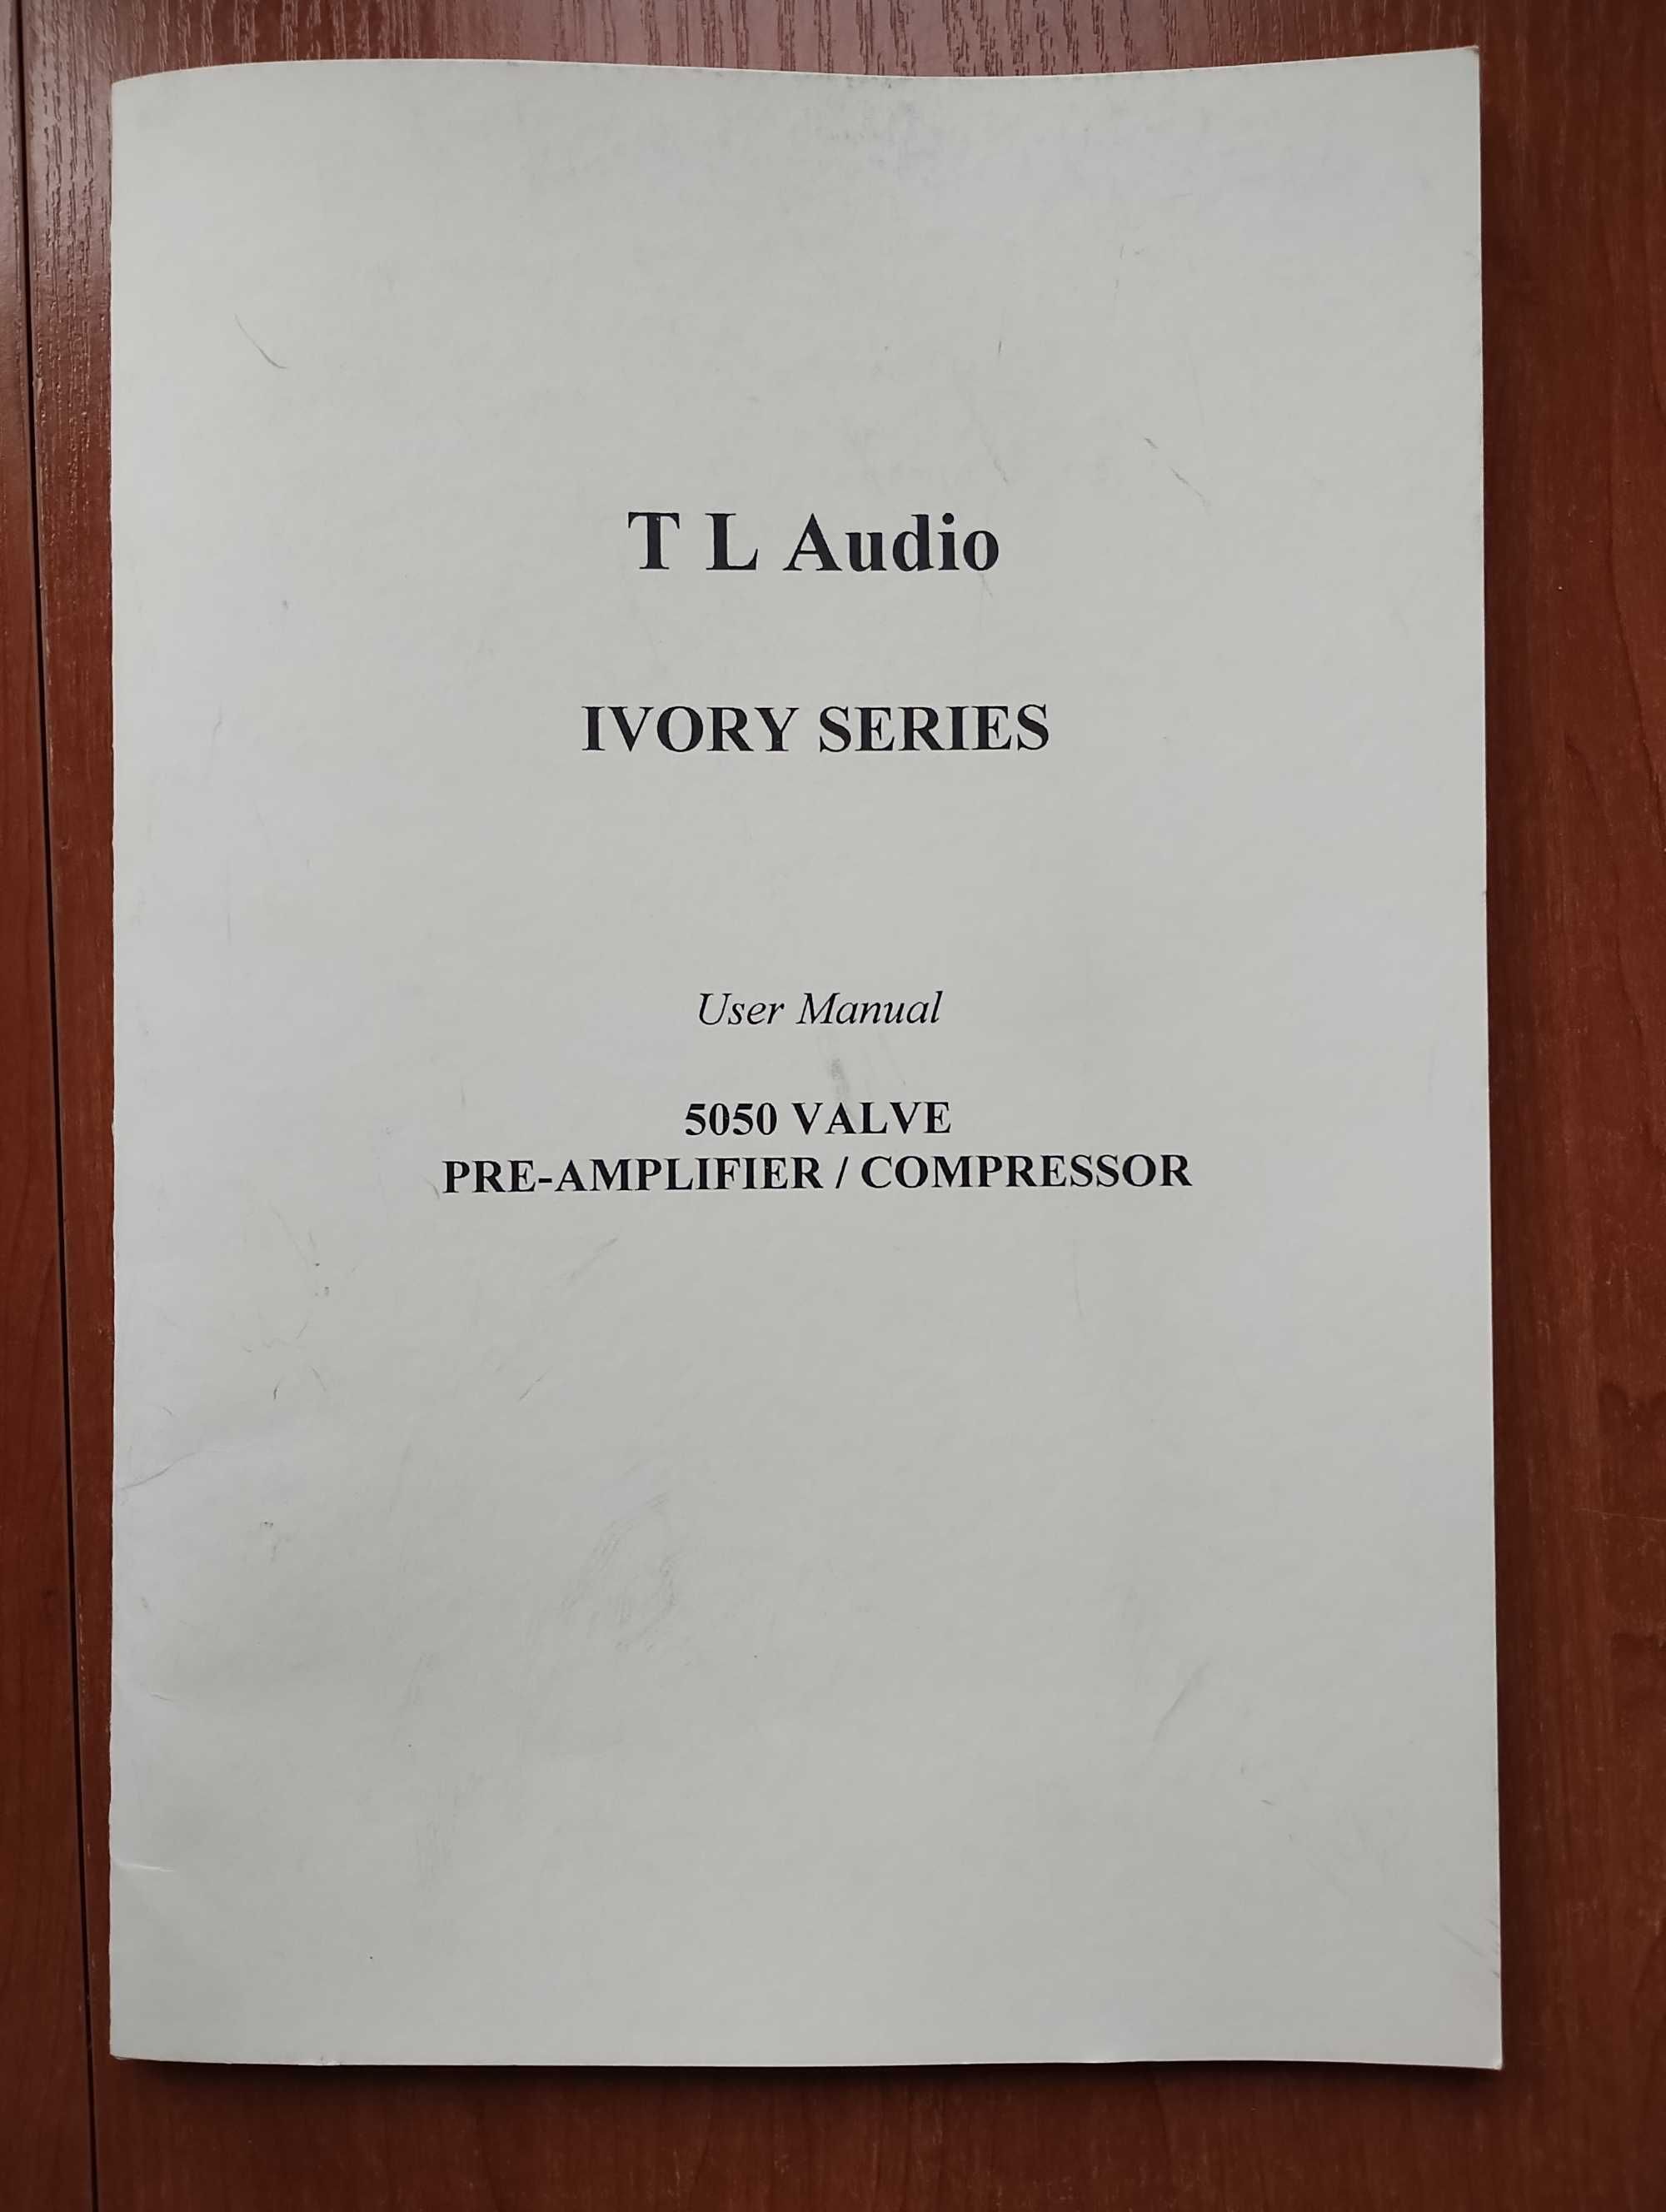 T L Audio
IVORY SERIES
User Manual
5050 VALVE
PRE-AMPLIFIER / COMPRESSOR